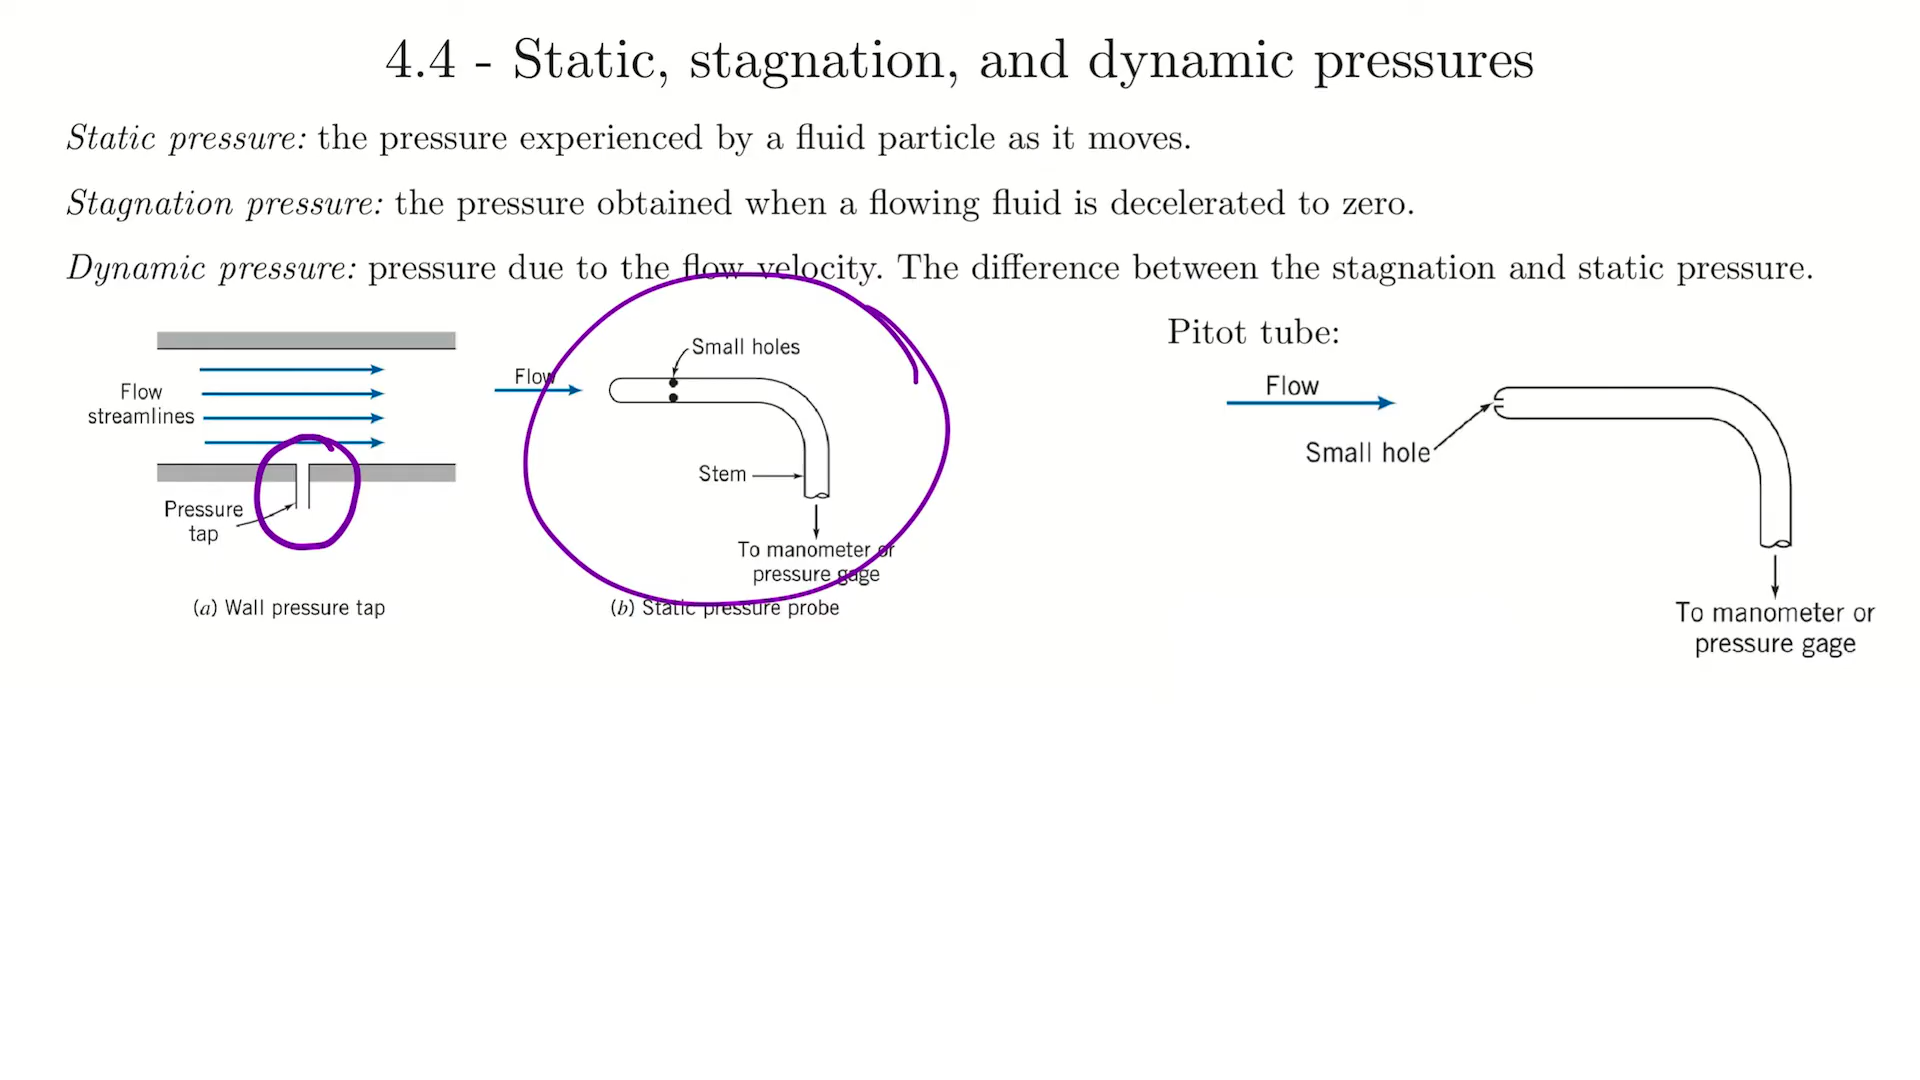 4.4 - Static, stagnation, and dynamic pressures
Static pressure: the pressure experienced by a fluid particle as it moves.
Stagnation pressure: the pressure obtained when a flowing fluid is decelerated to zero.
Dynamic pressure: pressure due to the flow velocity. The difference between the stagnation and static pressure.
Flow
streamlines
Pressure
tap
(a) Wall pressure tap
Flow
Small holes
Stem
To manometer or
pressure gage
(b) Static pressure probe
Pitot tube:
Flow
Small hole
To manometer or
pressure gage